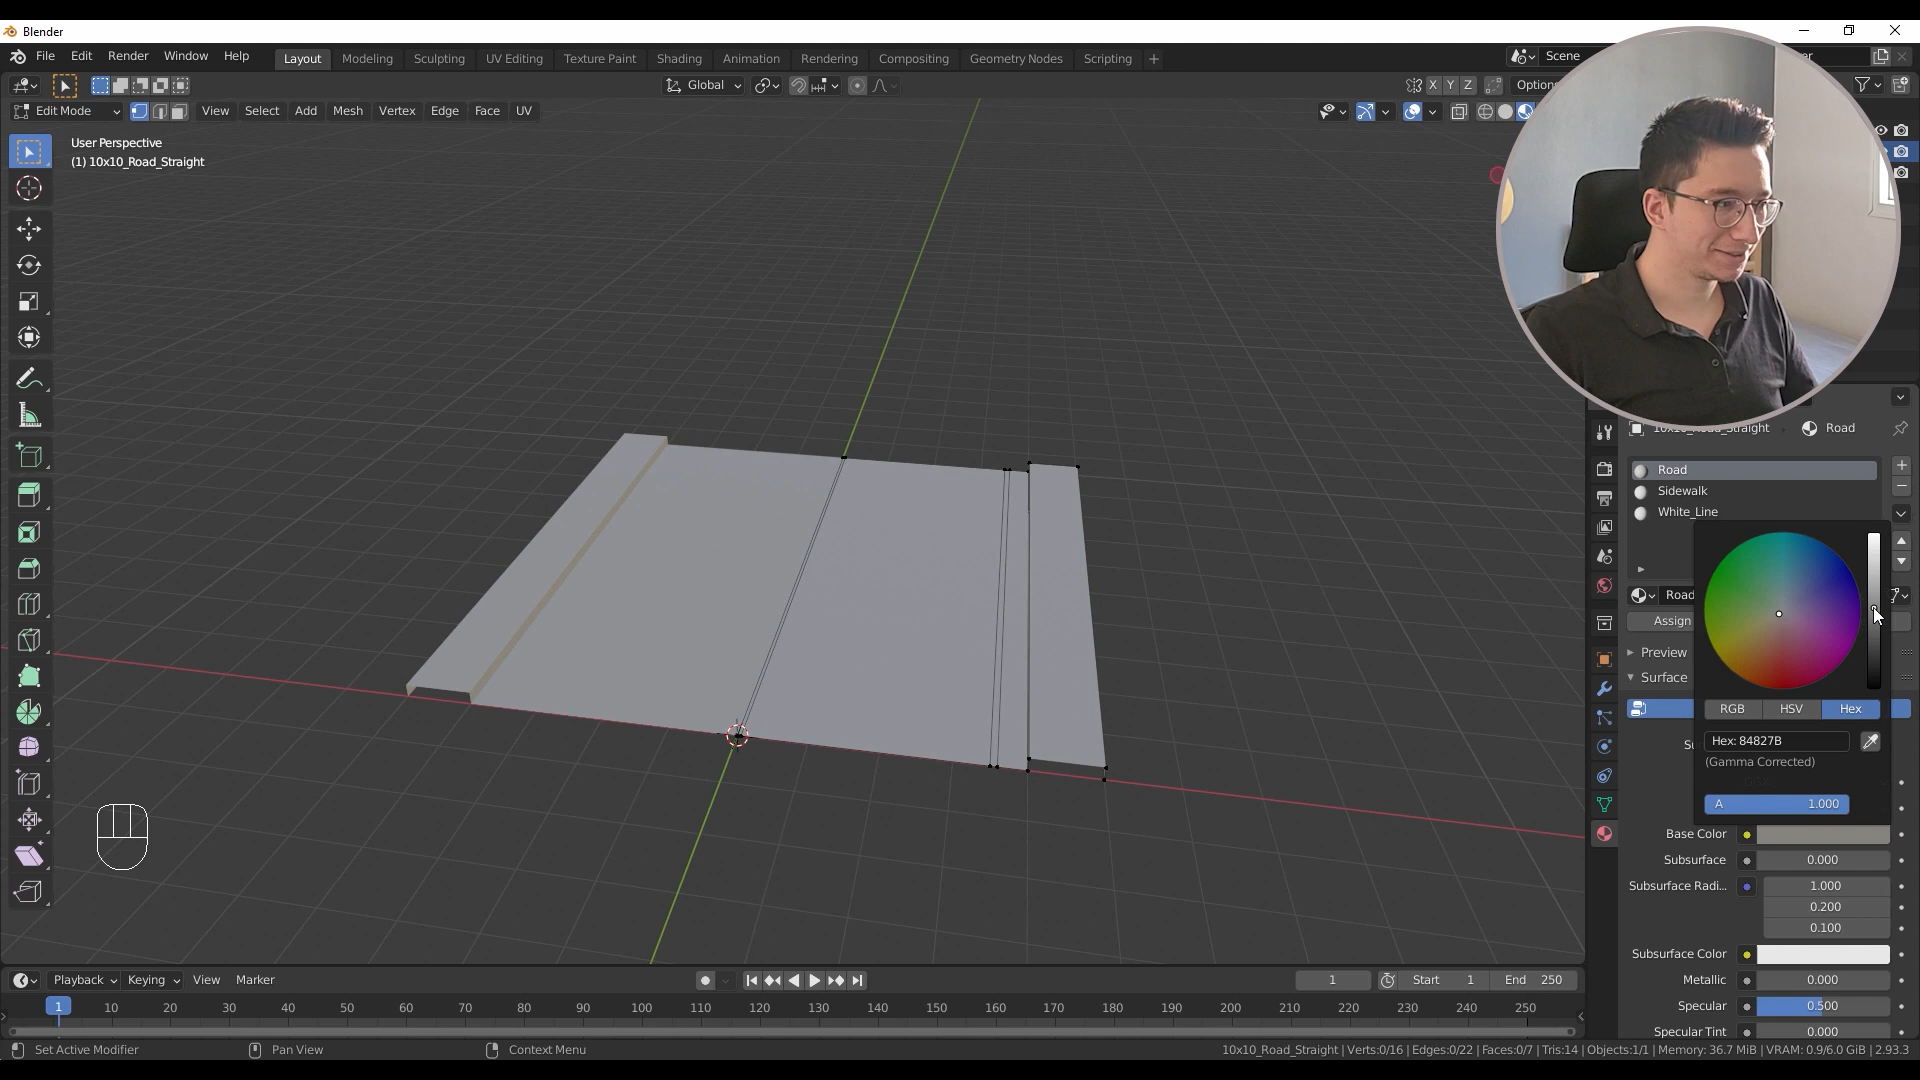 Blender
File Edit Render Window Help Layout Modeling Sculpting UV Editing Texture Paint Shading Animation Rendering Compositing Geometry Nodes Scripting + Scene
Global X Y Z Options
Edit Mode View Select Add Mesh Vertex Edge Face UV
User Perspective
(1) 10x10_Road_Straight
10x10_Road_Straight Road
Road
Sidewalk
White_Line
Road
Assign
Preview
Surface
RGB HSV Hex
Hex: 84827B
(Gamma Corrected)
A 1.000
Base Color
Subsurface 0.000
Subsurface Radi... 1.000
0.200
0.100
Subsurface Color
Metallic 0.000
Specular 0.500
Specular Tint 0.000
Playback Keying View Marker 1 Start 1 End 250
1 10 20 30 40 50 60 70 80 90 100 110 120 130 140 150 160 170 180 190 200 210 220 230 240 250
Set Active Modifier Pan View Context Menu 10x10_Road_Straight | Verts:0/16 | Edges:0/22 | Faces:0/7 | Tris:14 | Objects:1/1 | Memory: 36.7 MiB | VRAM: 0.9/6.0 GiB | 2.93.3